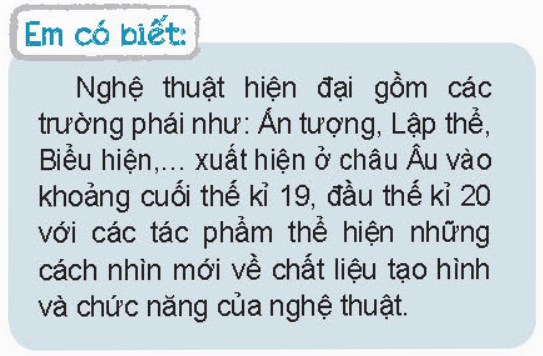 Em có biết:
Nghệ thuật hiện đại gồm các
trường phái như: Ấn tượng, Lập thể,
Biểu hiện,... xuất hiện ở châu Âu vào
khoảng cuối thế kỉ 19, đầu thế kỉ 20
với các tác phẩm thể hiện những
cách nhìn mới về chất liệu tạo hình
và chức năng của nghệ thuật.